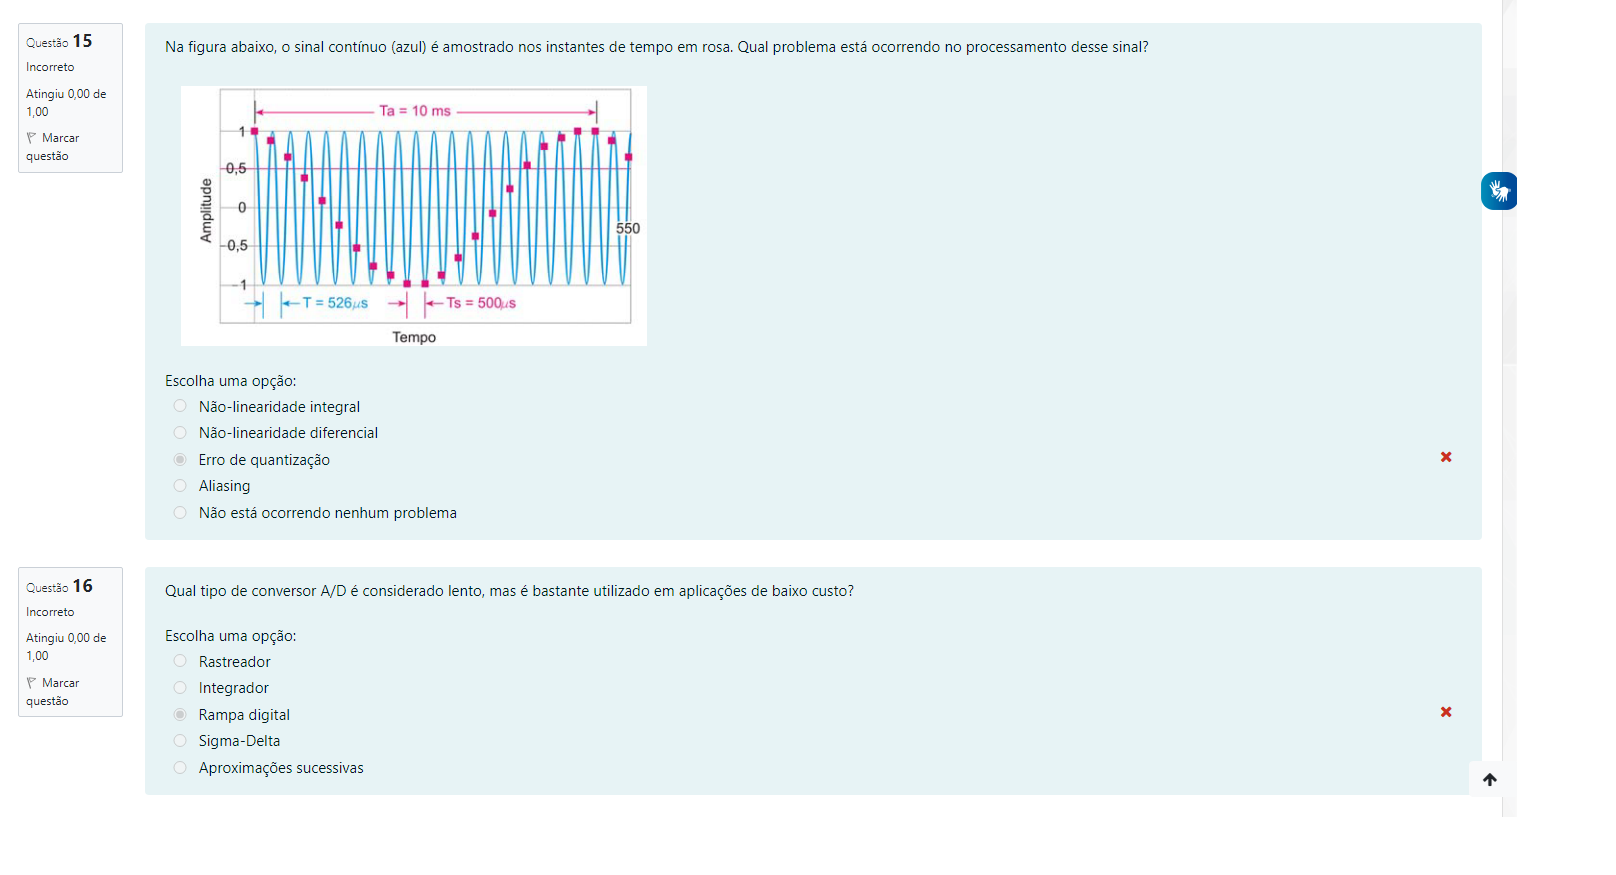 Questão 15
Incorreto
Atingiu 0,00 de
1,00
Marcar
questão
Na figura abaixo, o sinal contínuo (azul) é amostrado nos instantes de tempo em rosa. Qual problema está ocorrendo no processamento desse sinal?
Ta = 10 ms
1
0,5
0
-0,5
-1
Amplitude
550
T = 526μs
Ts = 500μs
Tempo
Escolha uma opção:
Não-linearidade integral
Não-linearidade diferencial
Erro de quantização
Aliasing
Não está ocorrendo nenhum problema
Questão 16
Incorreto
Atingiu 0,00 de
1,00
Marcar
questão
Qual tipo de conversor A/D é considerado lento, mas é bastante utilizado em aplicações de baixo custo?
Escolha uma opção:
Rastreador
Integrador
Rampa digital
Sigma-Delta
Aproximações sucessivas